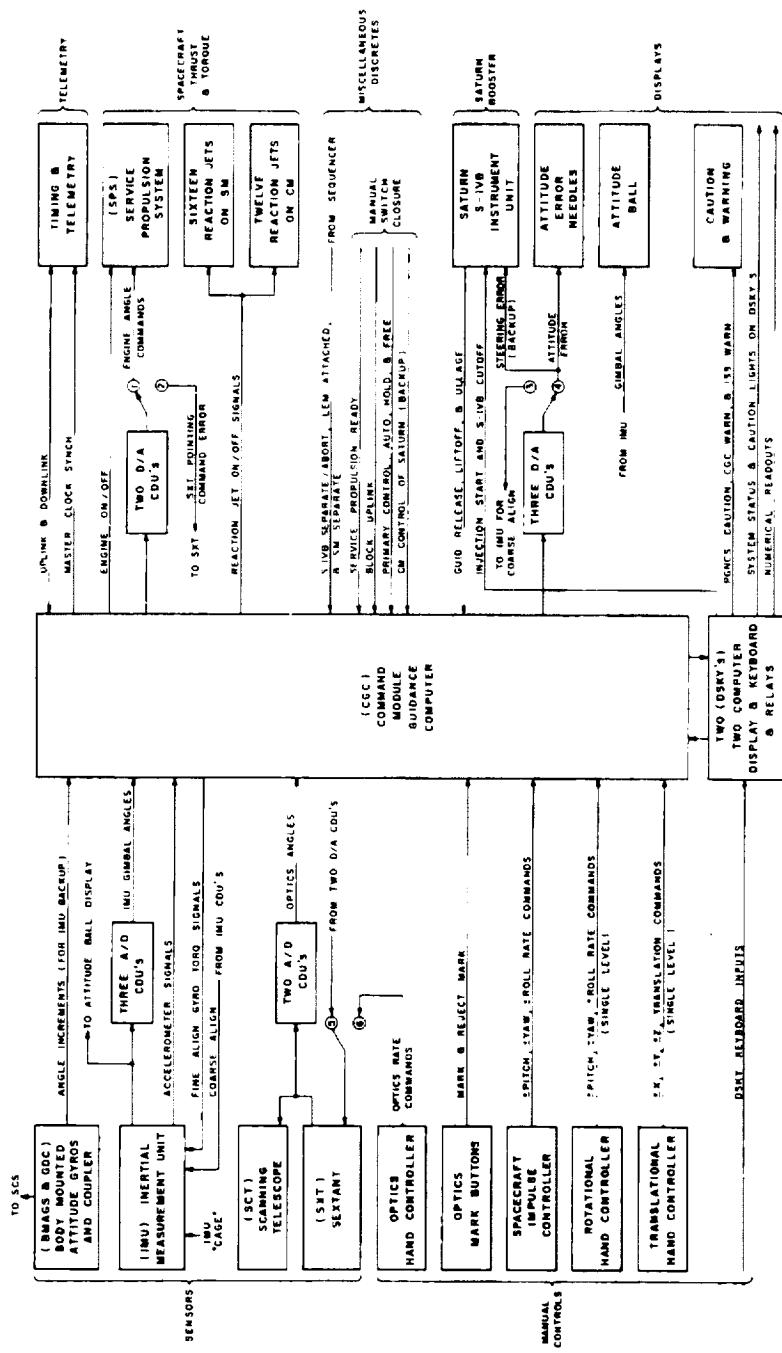 TO SCS
(BMAGS & GDC)
BODY MOUNTED
ATTITUDE GYROS
AND COUPLER
(IMU) INERTIAL
MEASUREMENT UNIT
IMU
"CAGE"
(SCT)
SCANNING
TELESCOPE
(SXT)
SEXTANT
SENSORS
OPTICS
HAND CONTROLLER
OPTICS
MARK BUTTONS
SPACECRAFT
IMPULSE
CONTROLLER
ROTATIONAL
HAND CONTROLLER
TRANSLATIONAL
HAND CONTROLLER
MANUAL
CONTROLS
ANGLE INCREMENTS (FOR IMU BACKUP)
TO ATTITUDE BALL DISPLAY
THREE A/D
CDU'S
IMU GIMBAL ANGLES
ACCELEROMETER SIGNALS
FINE ALIGN GYRO TORQ SIGNALS
COARSE ALIGN
FROM IMU CDU'S
TWO A/D
CDU'S
OPTICS ANGLES
FROM TWO D/A CDU'S
5
6
OPTICS RATE
COMMANDS
MARK & REJECT MARK
±PITCH, ±YAW, ±ROLL RATE COMMANDS
±PITCH, ±YAW, ±ROLL RATE COMMANDS
(SINGLE LEVEL)
±X, ±Y, ±Z, TRANSLATION COMMANDS
(SINGLE LEVEL)
DSKY KEYBOARD INPUTS
(CGC)
COMMAND
MODULE
GUIDANCE
COMPUTER
TWO (DSKY'S)
TWO COMPUTER
DISPLAY & KEYBOARD
& RELAYS
UPLINK & DOWNLINK
MASTER CLOCK SYNCH
ENGINE ON/OFF
TWO D/A
CDU'S
1
2
ENGINE ANGLE
COMMANDS
TO SXT
SXT POINTING
COMMAND ERROR
REACTION JET ON/OFF SIGNALS
S-IVB SEPARATE/ABORT, LEM ATTACHED,
& SM SEPARATE
FROM SEQUENCER
SERVICE PROPULSION READY
BLOCK UPLINK
PRIMARY CONTROL, AUTO, HOLD, & FREE
CM CONTROL OF SATURN (BACKUP)
MANUAL
SWITCH
CLOSURE
GUID RELEASE, LIFTOFF, & ULLAGE
INJECTION START AND S-IVB CUTOFF
TO IMU FOR
COARSE ALIGN
THREE D/A
CDU'S
3
4
STEERING ERROR
(BACKUP)
ATTITUDE
ERROR
FROM IMU
GIMBAL ANGLES
PGNCS CAUTION, CGC WARN, & ISS WARN
SYSTEM STATUS & CAUTION LIGHTS ON DSKY'S
NUMERICAL READOUTS
TIMING &
TELEMETRY
TELEMETRY
(SPS)
SERVICE
PROPULSION
SYSTEM
SIXTEEN
REACTION JETS
ON SM
TWELVE
REACTION JETS
ON CM
SPACECRAFT
THRUST
& TORQUE
MISCELLANEOUS
DISCRETES
SATURN
S-IVB
INSTRUMENT
UNIT
SATURN
BOOSTER
ATTITUDE
ERROR
NEEDLES
ATTITUDE
BALL
CAUTION
& WARNING
DISPLAYS